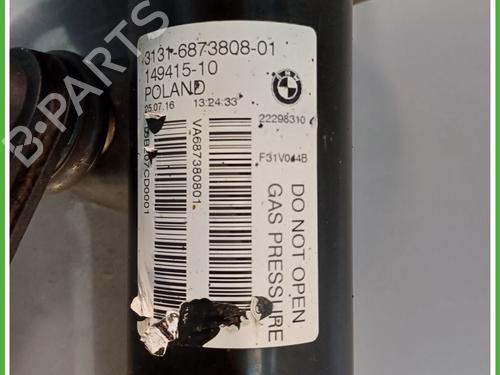 3131-6873808-01
149415-10
POLAND
25.07.16 13:24:33
22298310
F31V044B
VA687380801
DO NOT OPEN
GAS PRESSURE
B-PARTS